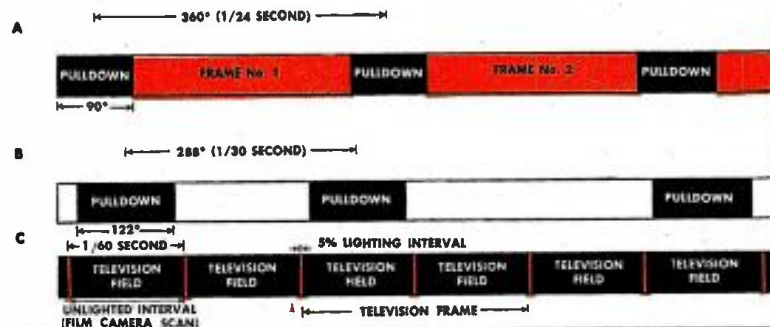 360° (1/24 SECOND)
A
PULLDOWN FRAME No. 1 PULLDOWN FRAME No. 2 PULLDOWN
90°
B 288° (1/30 SECOND)
PULLDOWN PULLDOWN PULLDOWN
122°
C 1/60 SECOND 5% LIGHTING INTERVAL
TELEVISION FIELD TELEVISION FIELD TELEVISION FIELD TELEVISION FIELD TELEVISION FIELD TELEVISION FIELD
UNLIGHTED INTERVAL TELEVISION FRAME
(FILM CAMERA SCAN)